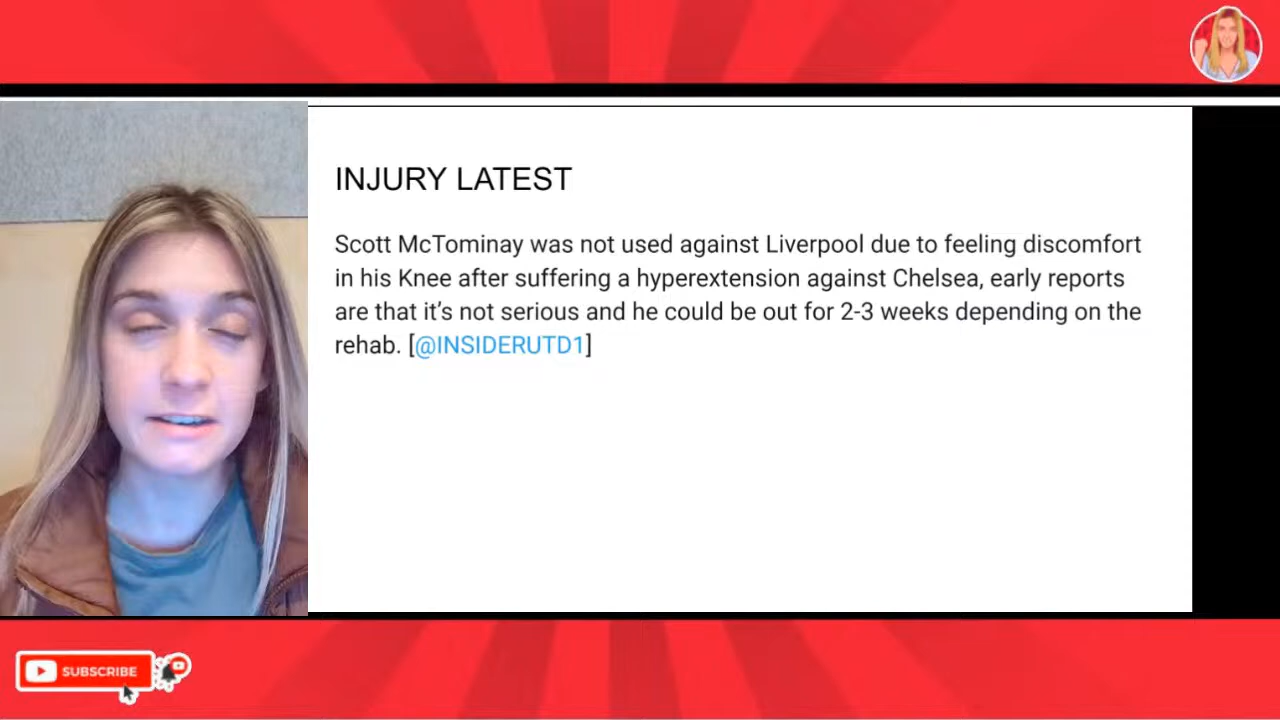 INJURY LATEST
Scott McTominay was not used against Liverpool due to feeling discomfort
in his Knee after suffering a hyperextension against Chelsea, early reports
are that it’s not serious and he could be out for 2-3 weeks depending on the
rehab. [@INSIDERUTD1]
SUBSCRIBE